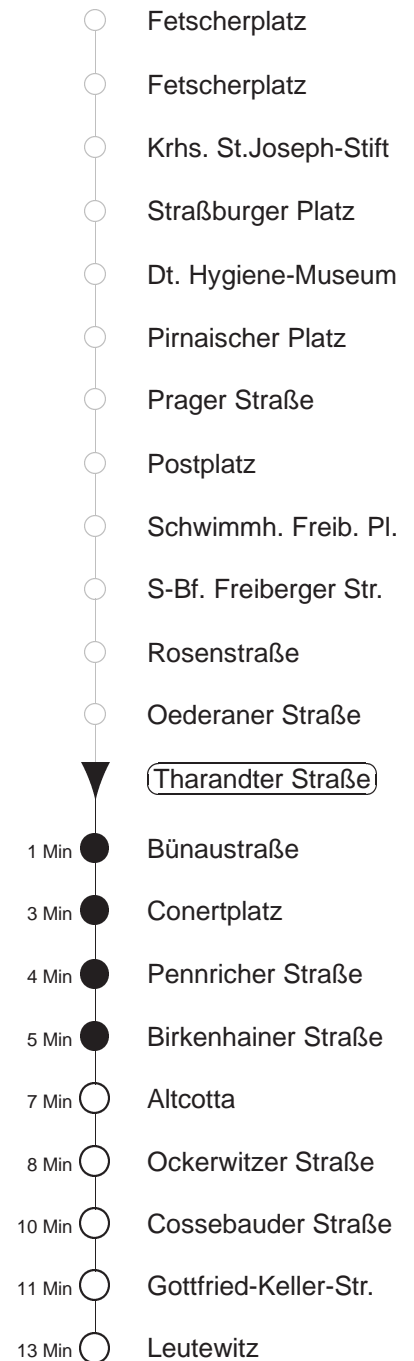 Fetscherplatz
Fetscherplatz
Krhs. St.Joseph-Stift
Straßburger Platz
Dt. Hygiene-Museum
Pirnaischer Platz
Prager Straße
Postplatz
Schwimmh. Freib. Pl.
S-Bf. Freiberger Str.
Rosenstraße
Oederaner Straße
Tharandter Straße
1 Min Bünaustraße
3 Min Conertplatz
4 Min Pennricher Straße
5 Min Birkenhainer Straße
7 Min Altcotta
8 Min Ockerwitzer Straße
10 Min Cossebauder Straße
11 Min Gottfried-Keller-Str.
13 Min Leutewitz